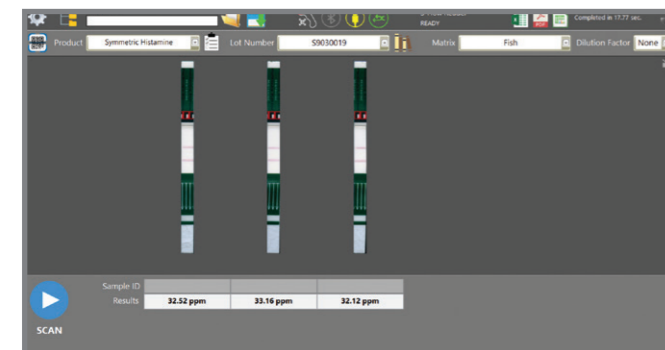 READY
Completed in 17.77 sec.
Product Symmetric Histamine Lot Number S9030019 Matrix Fish Dilution Factor None
Sample ID
Results 32.52 ppm 33.16 ppm 32.12 ppm
SCAN